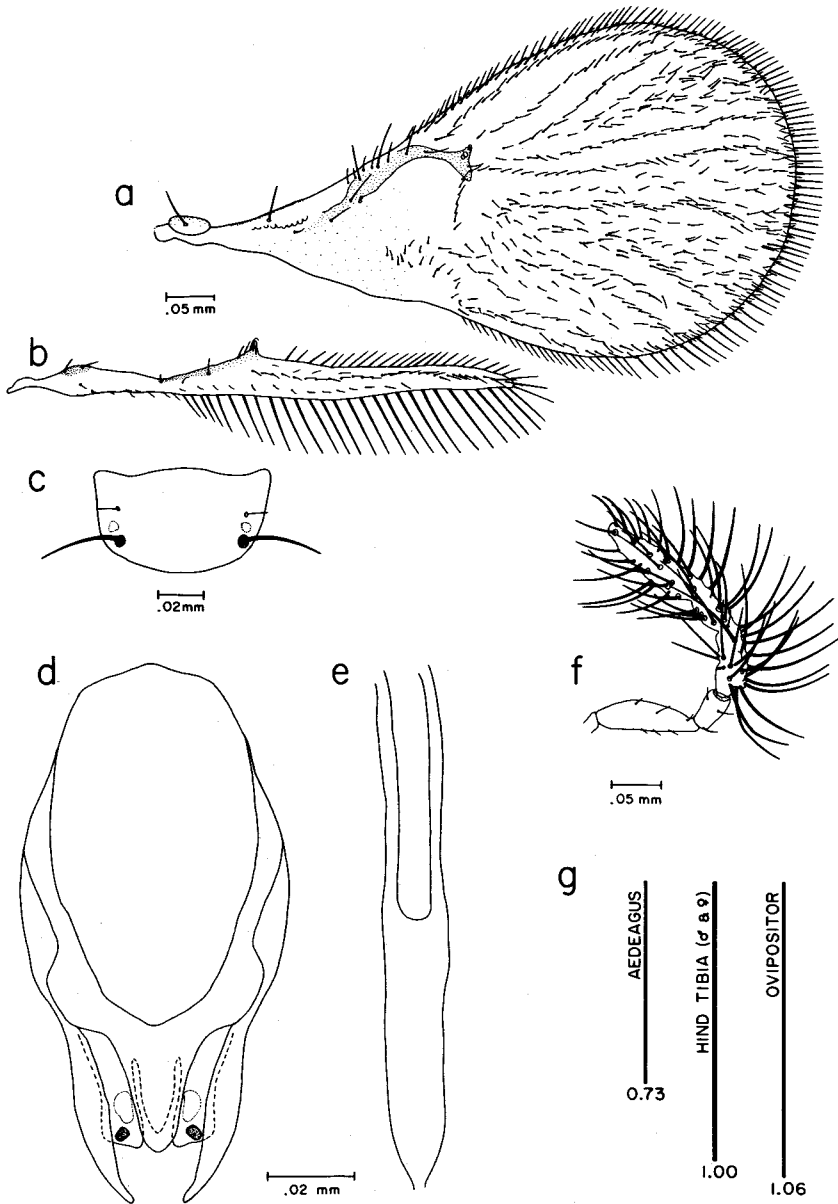 a
.05 mm
b
c
.02mm
d
e
f
.05 mm
g
AEDEAGUS
HIND TIBIA (♂ & ♀)
OVIPOSITOR
0.73
1.00
1.06
.02 mm